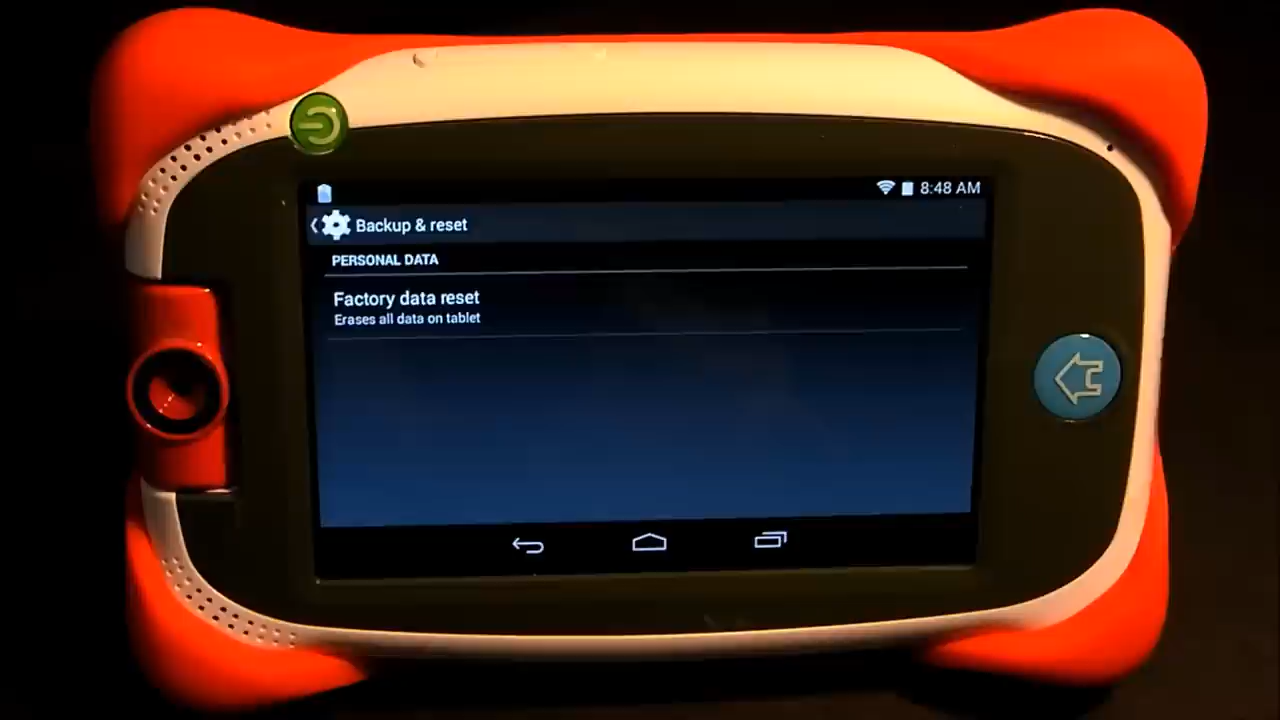 8:48 AM
Backup & reset
PERSONAL DATA
Factory data reset
Erases all data on tablet